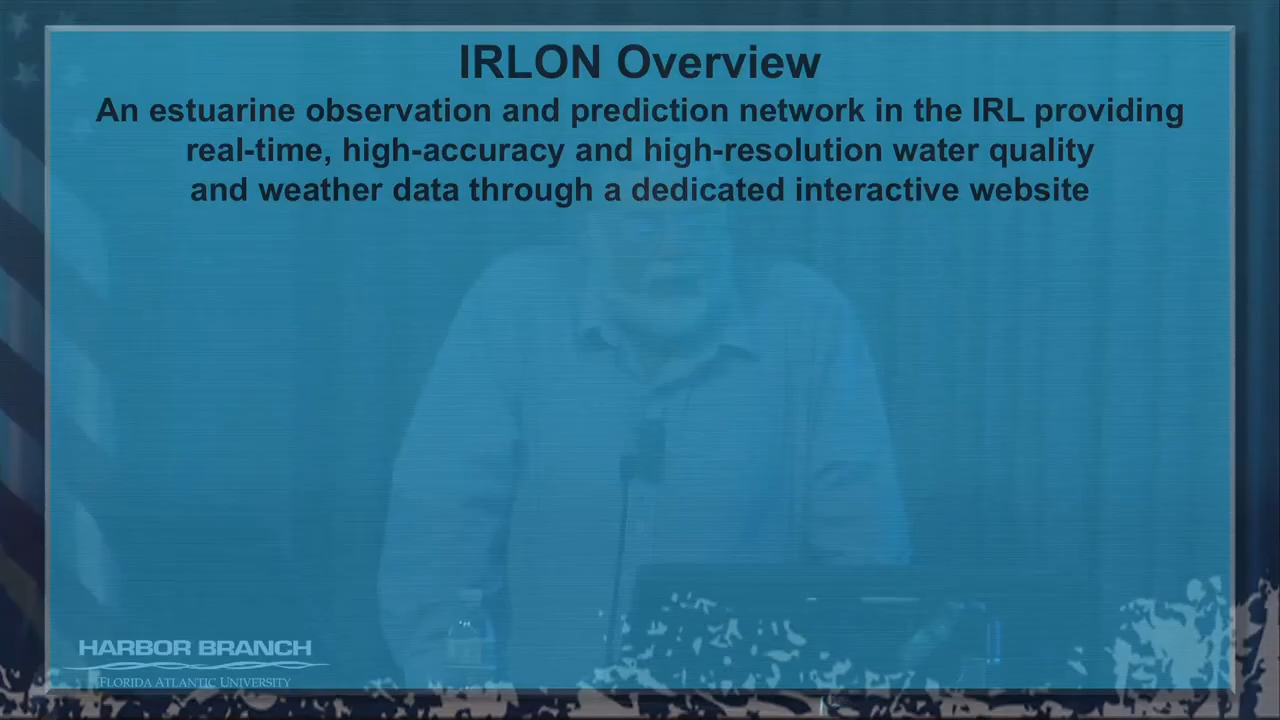 IRLON Overview
An estuarine observation and prediction network in the IRL providing
real-time, high-accuracy and high-resolution water quality
and weather data through a dedicated interactive website
HARBOR BRANCH
FLORIDA ATLANTIC UNIVERSITY